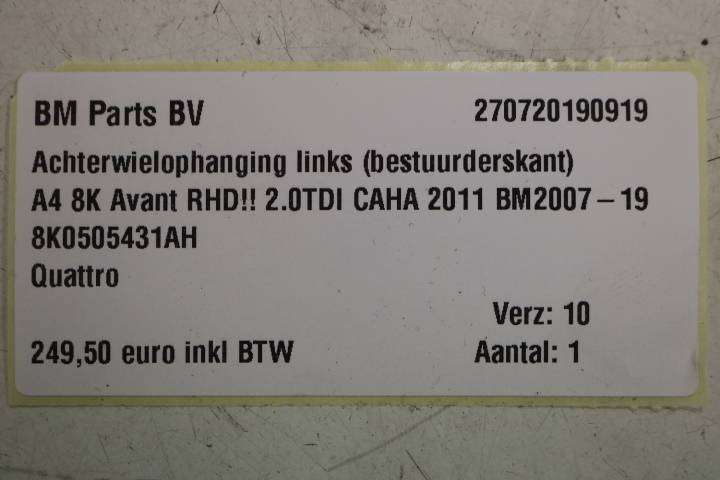 BM Parts BV 270720190919
Achterwielophanging links (bestuurderskant)
A4 8K Avant RHD!! 2.0TDI CAHA 2011 BM2007-19
8K0505431AH
Quattro
Verz: 10
249,50 euro inkl BTW Aantal: 1